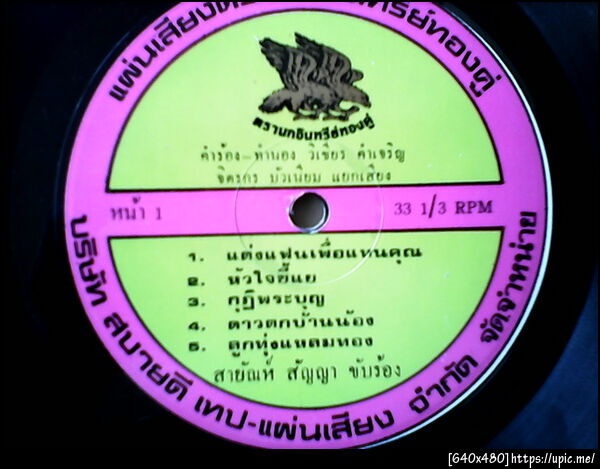 แผ่นเสียงต
ทรีย์ทองคู่
ตรานกอินทรีย์ทองคู่
คำร้อง-ทำนอง วิเชียร คำเจริญ
จิตรกร บัวเนียม แยกเสียง
หน้า 1
33 1/3 RPM
1. แต่งแฟนเพื่อแทนคุณ
2. หัวใจขี้แย
3. กุฏีพระบุญ
4. ดาวตกบ้านน้อง
5. ลูกทุ่งแหลมทอง
สายัณห์ สัญญา ขับร้อง
บริษัท สบายดี เทป-แผ่นเสียง จำกัด จัดจำหน่าย
[640x480]https://upic.me/